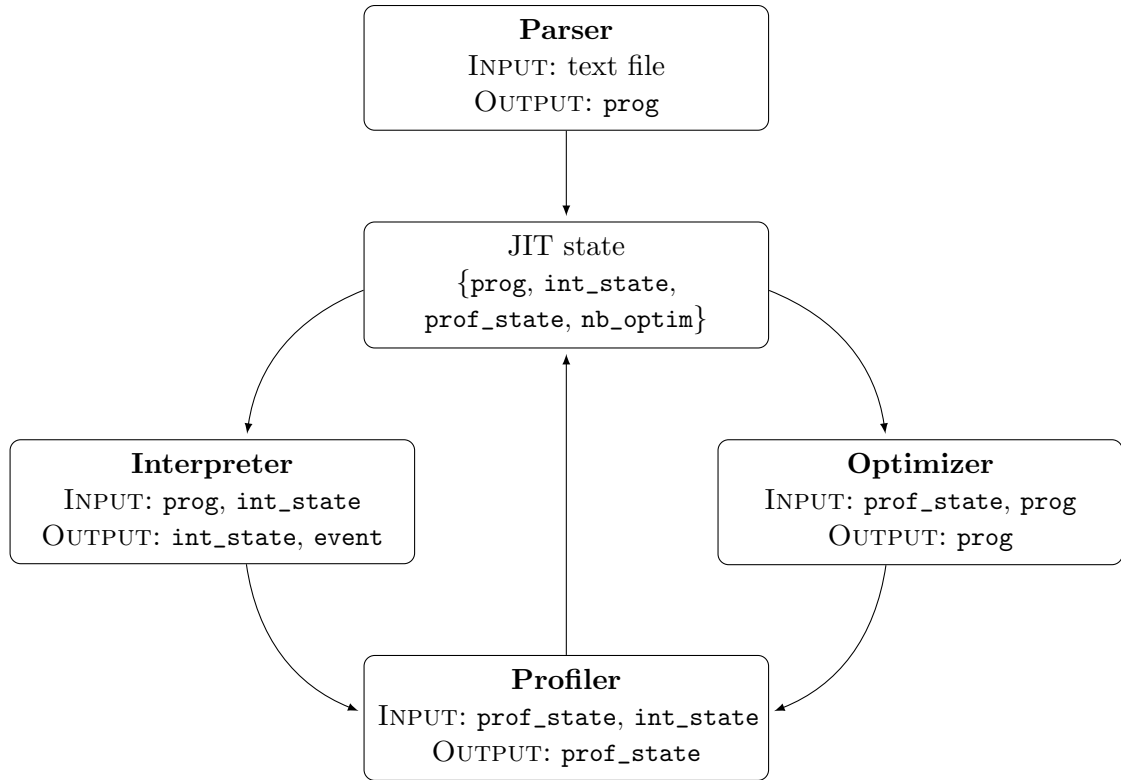 Parser
INPUT: text file
OUTPUT: prog
JIT state
{prog, int_state,
prof_state, nb_optim}
Interpreter
INPUT: prog, int_state
OUTPUT: int_state, event
Optimizer
INPUT: prof_state, prog
OUTPUT: prog
Profiler
INPUT: prof_state, int_state
OUTPUT: prof_state